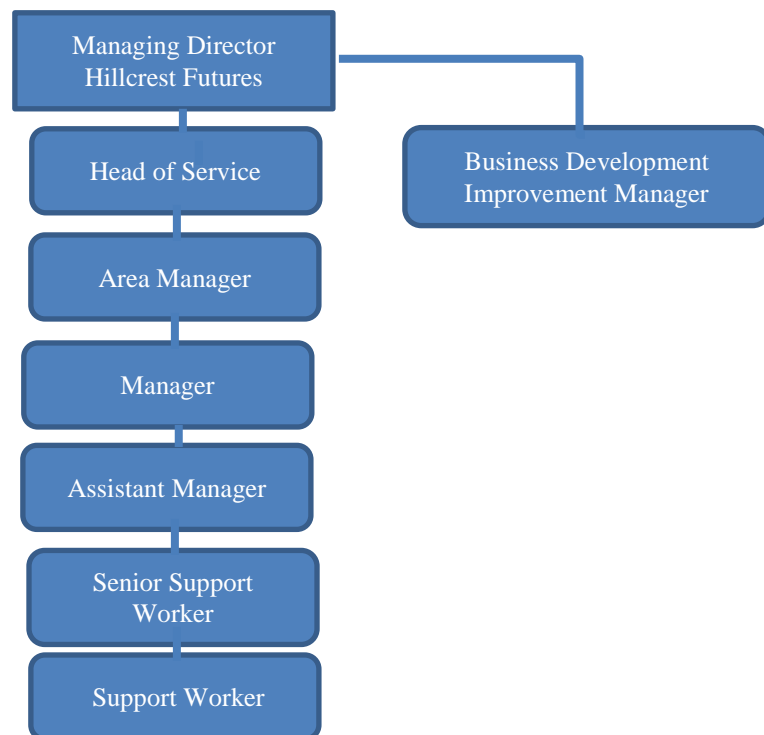 Managing Director
Hillcrest Futures
Head of Service
Business Development
Improvement Manager
Area Manager
Manager
Assistant Manager
Senior Support
Worker
Support Worker